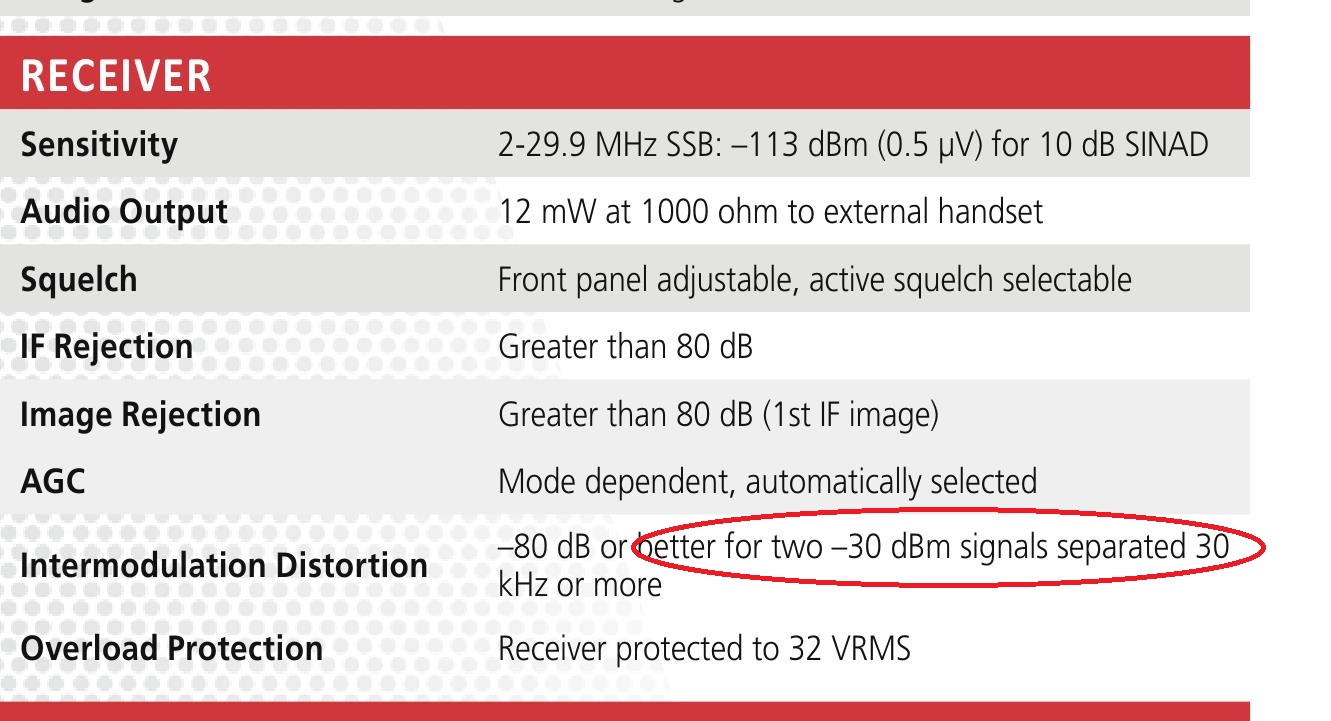 RECEIVER
Sensitivity 2-29.9 MHz SSB: –113 dBm (0.5 µV) for 10 dB SINAD
Audio Output 12 mW at 1000 ohm to external handset
Squelch Front panel adjustable, active squelch selectable
IF Rejection Greater than 80 dB
Image Rejection Greater than 80 dB (1st IF image)
AGC Mode dependent, automatically selected
Intermodulation Distortion –80 dB or better for two –30 dBm signals separated 30
kHz or more
Overload Protection Receiver protected to 32 VRMS